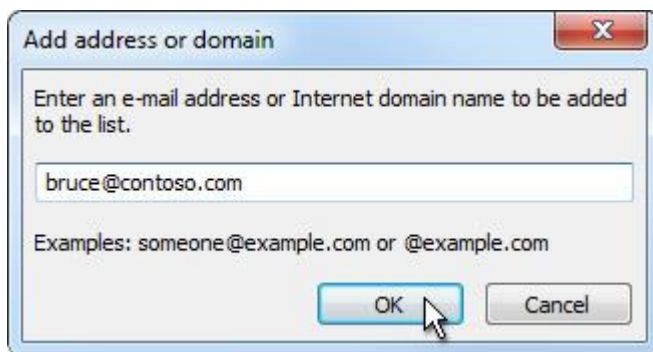 Add address or domain
Enter an e-mail address or Internet domain name to be added
to the list.
bruce@contoso.com
Examples: someone@example.com or @example.com
OK Cancel